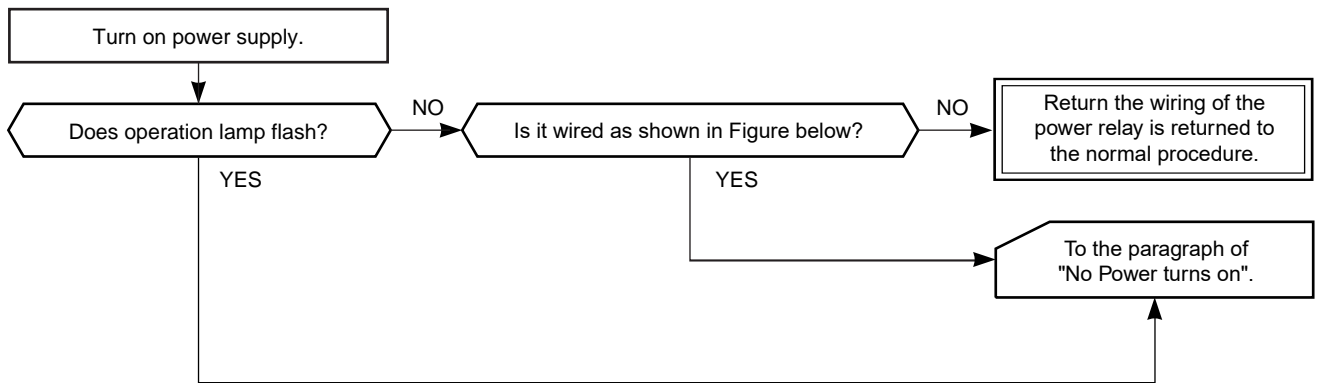 Turn on power supply.
Does operation lamp flash?
NO
Is it wired as shown in Figure below?
NO
Return the wiring of the
power relay is returned to
the normal procedure.
YES
YES
To the paragraph of
"No Power turns on".